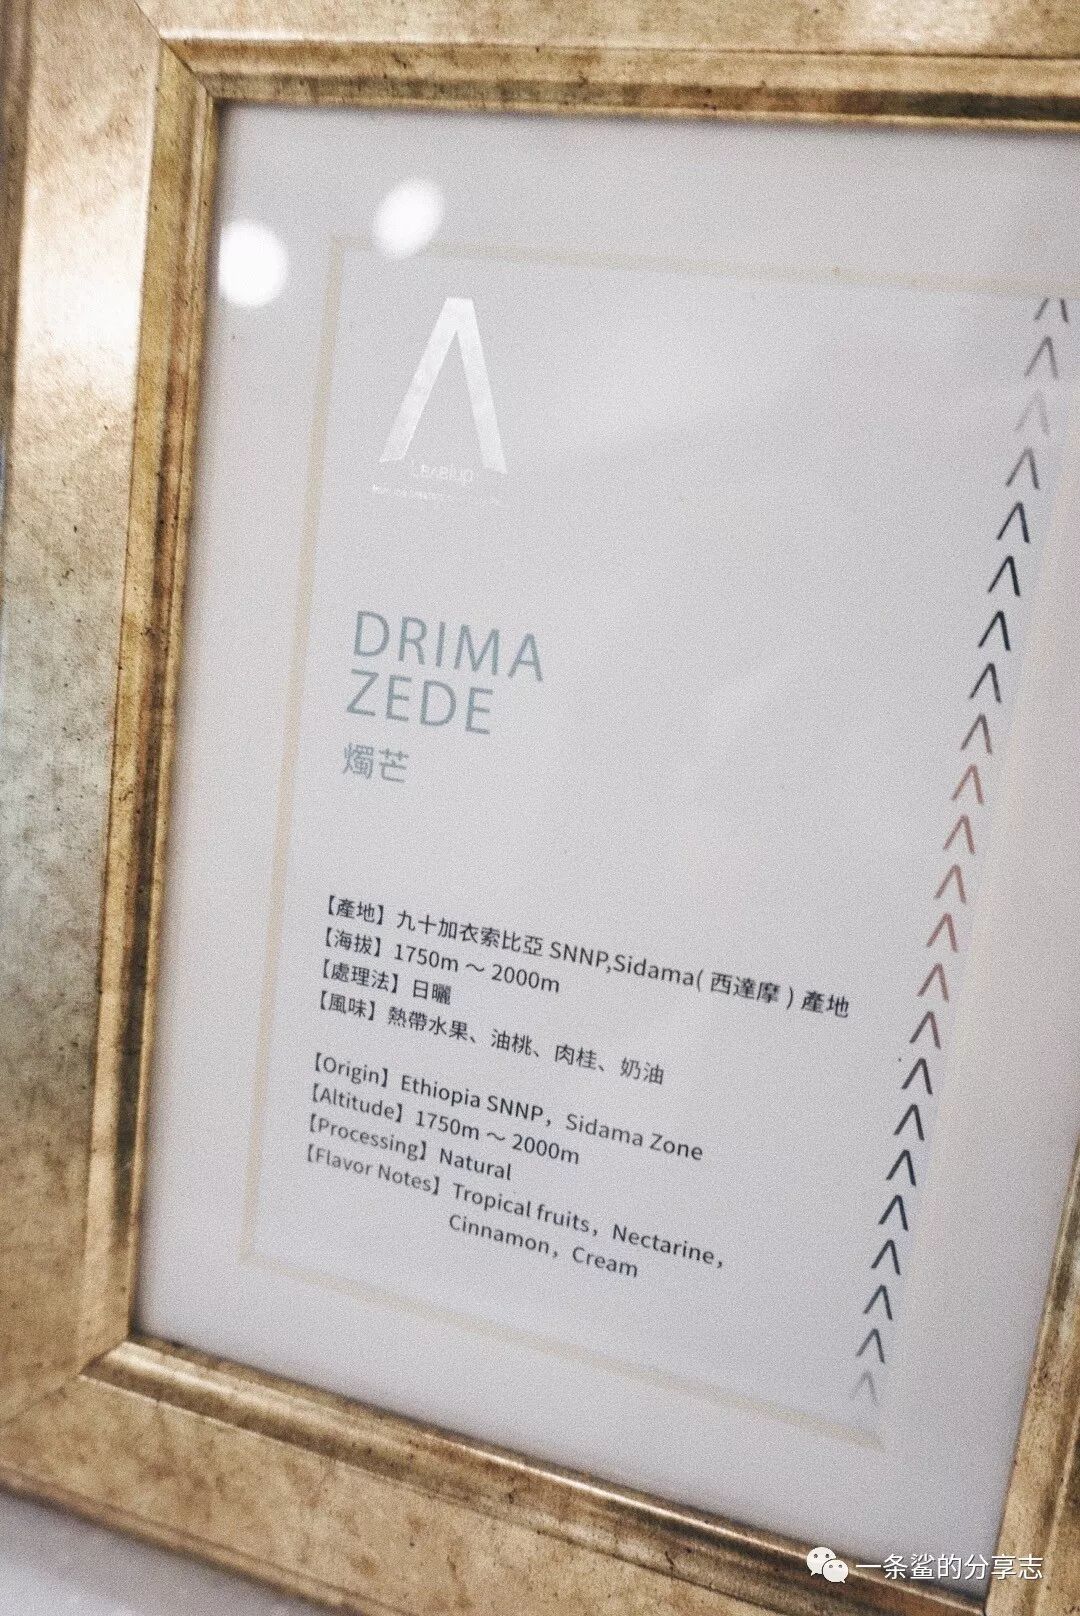 DRIMA
ZEDE
燭芒
【產地】九十加衣索比亞 SNNP,Sidama( 西達摩 ) 產地
【海拔】1750m ～ 2000m
【處理法】日曬
【風味】熱帶水果、油桃、肉桂、奶油
【Origin】Ethiopia SNNP，Sidama Zone
【Altitude】1750m ～ 2000m
【Processing】Natural
【Flavor Notes】Tropical fruits，Nectarine，
Cinnamon，Cream
一条鲨的分享志